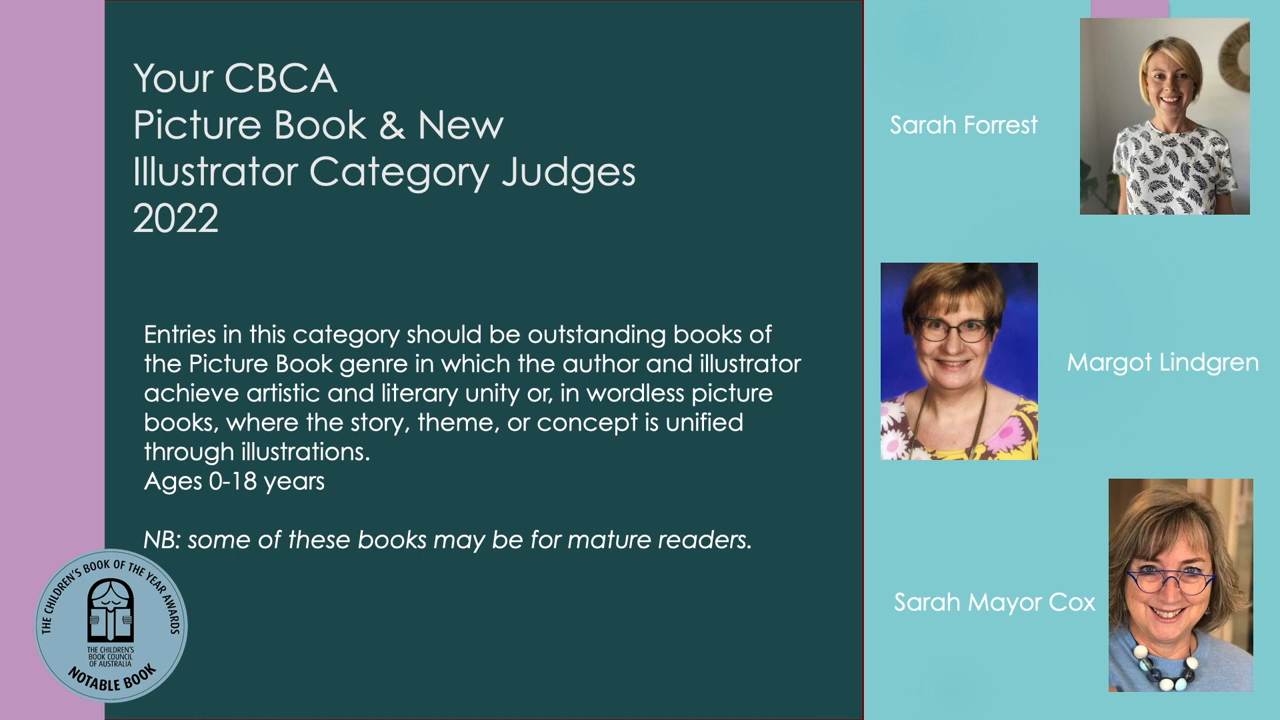 Your CBCA
Picture Book & New
Illustrator Category Judges
2022
Entries in this category should be outstanding books of
the Picture Book genre in which the author and illustrator
achieve artistic and literary unity or, in wordless picture
books, where the story, theme, or concept is unified
through illustrations.
Ages 0-18 years
NB: some of these books may be for mature readers.
THE CHILDREN'S BOOK OF THE YEAR AWARDS
THE CHILDREN'S
BOOK COUNCIL
OF AUSTRALIA
NOTABLE BOOK
Sarah Forrest
Margot Lindgren
Sarah Mayor Cox